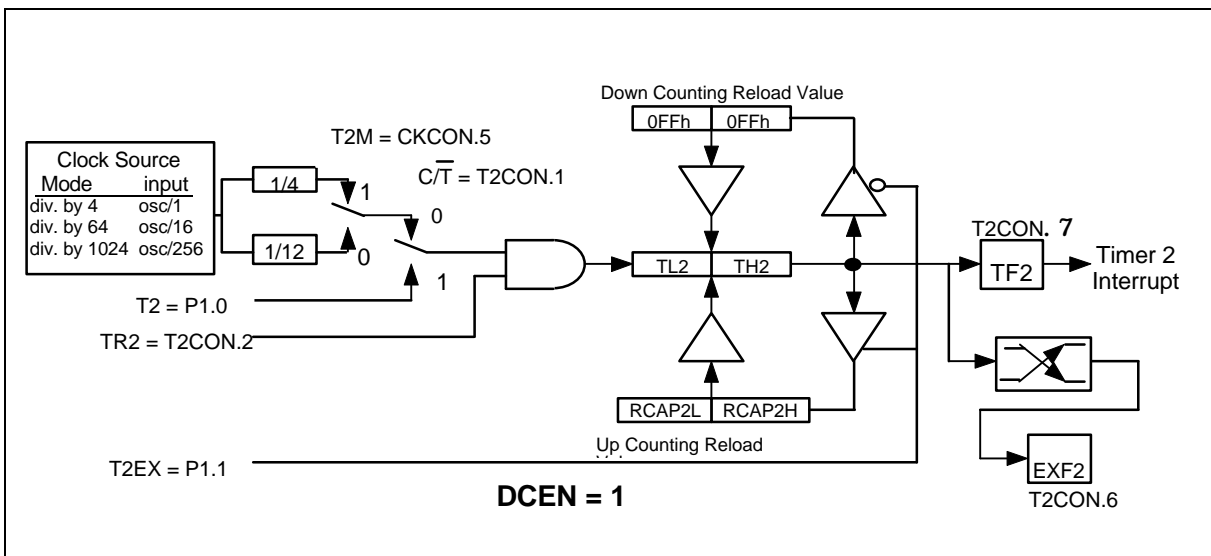 Down Counting Reload Value
0FFh 0FFh
T2M = CKCON.5
C/T = T2CON.1
Clock Source
Mode input
div. by 4 osc/1
div. by 64 osc/16
div. by 1024 osc/256
1/4
1/12
1
0
0
1
T2 = P1.0
TR2 = T2CON.2
TL2 TH2
T2CON. 7
TF2
Timer 2
Interrupt
RCAP2L RCAP2H
Up Counting Reload
T2EX = P1.1
DCEN = 1
EXF2
T2CON.6